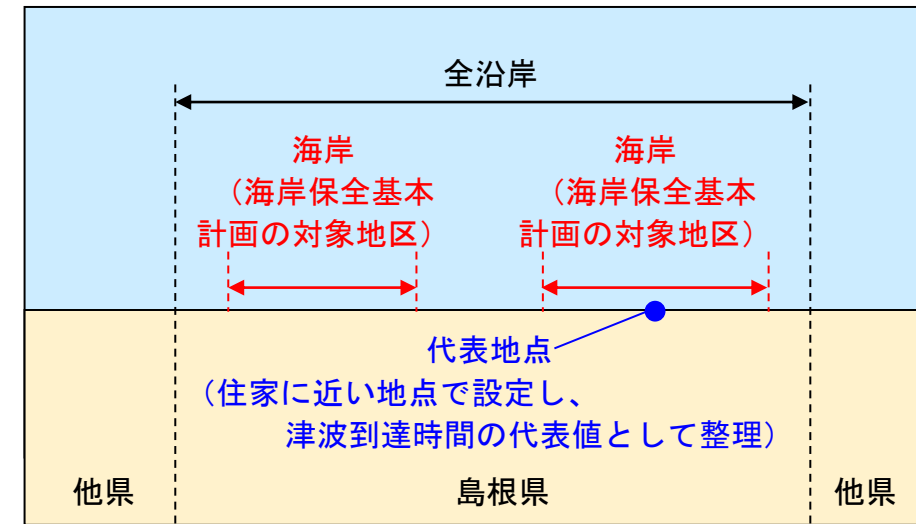 全沿岸
海岸
（海岸保全基本
計画の対象地区）
海岸
（海岸保全基本
計画の対象地区）
代表地点
（住家に近い地点で設定し、
津波到達時間の代表値として整理）
他県
島根県
他県